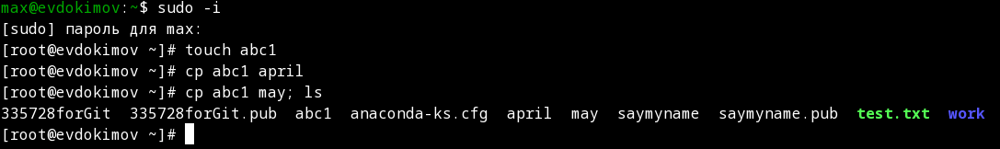 max@evdokimov:~$ sudo -i
[sudo] пароль для max:
[root@evdokimov ~]# touch abc1
[root@evdokimov ~]# cp abc1 april
[root@evdokimov ~]# cp abc1 may; ls
335728forGit  335728forGit.pub  abc1  anaconda-ks.cfg  april  may  saymyname  saymyname.pub  test.txt  work
[root@evdokimov ~]#